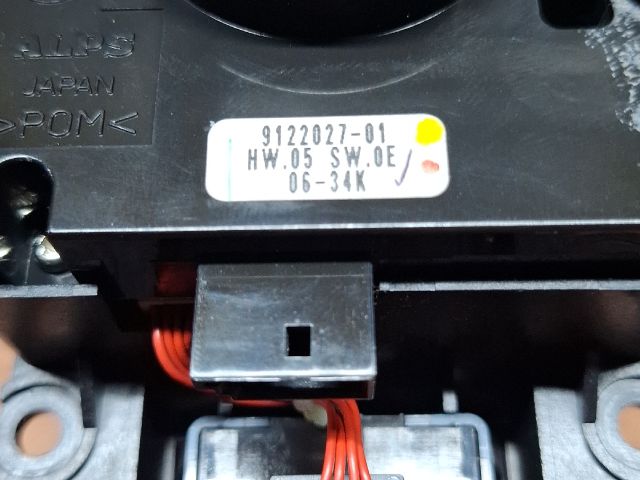 ALPS
JAPAN
>POM<
9122027-01
HW.05 SW.0E
06-34K